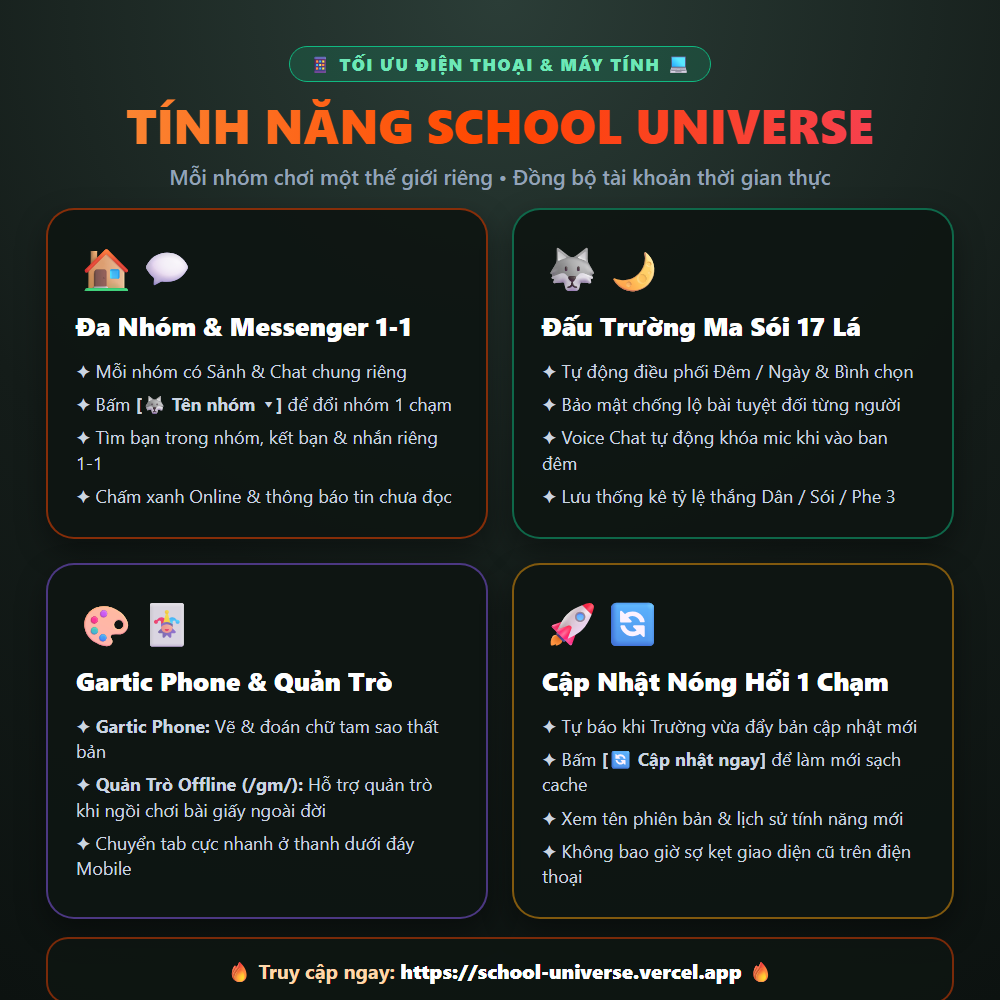 TỐI ƯU ĐIỆN THOẠI & MÁY TÍNH
TÍNH NĂNG SCHOOL UNIVERSE
Mỗi nhóm chơi một thế giới riêng • Đồng bộ tài khoản thời gian thực
Đa Nhóm & Messenger 1-1
✦ Mỗi nhóm có Sảnh & Chat chung riêng
✦ Bấm [🐺 Tên nhóm ▾] để đổi nhóm 1 chạm
✦ Tìm bạn trong nhóm, kết bạn & nhắn riêng
1-1
✦ Chấm xanh Online & thông báo tin chưa đọc
Đấu Trường Ma Sói 17 Lá
✦ Tự động điều phối Đêm / Ngày & Bình chọn
✦ Bảo mật chống lộ bài tuyệt đối từng người
✦ Voice Chat tự động khóa mic khi vào ban
đêm
✦ Lưu thống kê tỷ lệ thắng Dân / Sói / Phe 3
Gartic Phone & Quản Trò
✦ Gartic Phone: Vẽ & đoán chữ tam sao thất
bản
✦ Quản Trò Offline (/gm/): Hỗ trợ quản trò
khi ngồi chơi bài giấy ngoài đời
✦ Chuyển tab cực nhanh ở thanh dưới đáy
Mobile
Cập Nhật Nóng Hổi 1 Chạm
✦ Tự báo khi Trường vừa đẩy bản cập nhật mới
✦ Bấm [🔄 Cập nhật ngay] để làm mới sạch
cache
✦ Xem tên phiên bản & lịch sử tính năng mới
✦ Không bao giờ sợ kẹt giao diện cũ trên điện
thoại
🔥 Truy cập ngay: https://school-universe.vercel.app 🔥